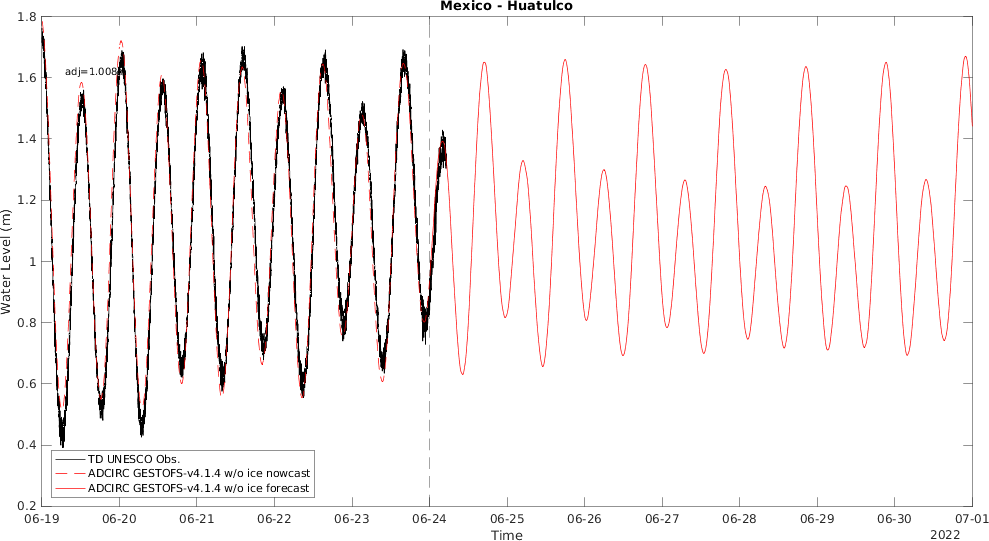 Mexico - Huatulco
1.8
1.6
1.4
1.2
1
0.8
0.6
0.4
0.2
Water Level (m)
adj=1.008
TD UNESCO Obs.
ADCIRC GESTOFS-v4.1.4 w/o ice nowcast
ADCIRC GESTOFS-v4.1.4 w/o ice forecast
06-19 06-20 06-21 06-22 06-23 06-24 06-25 06-26 06-27 06-28 06-29 06-30 07-01
Time
2022